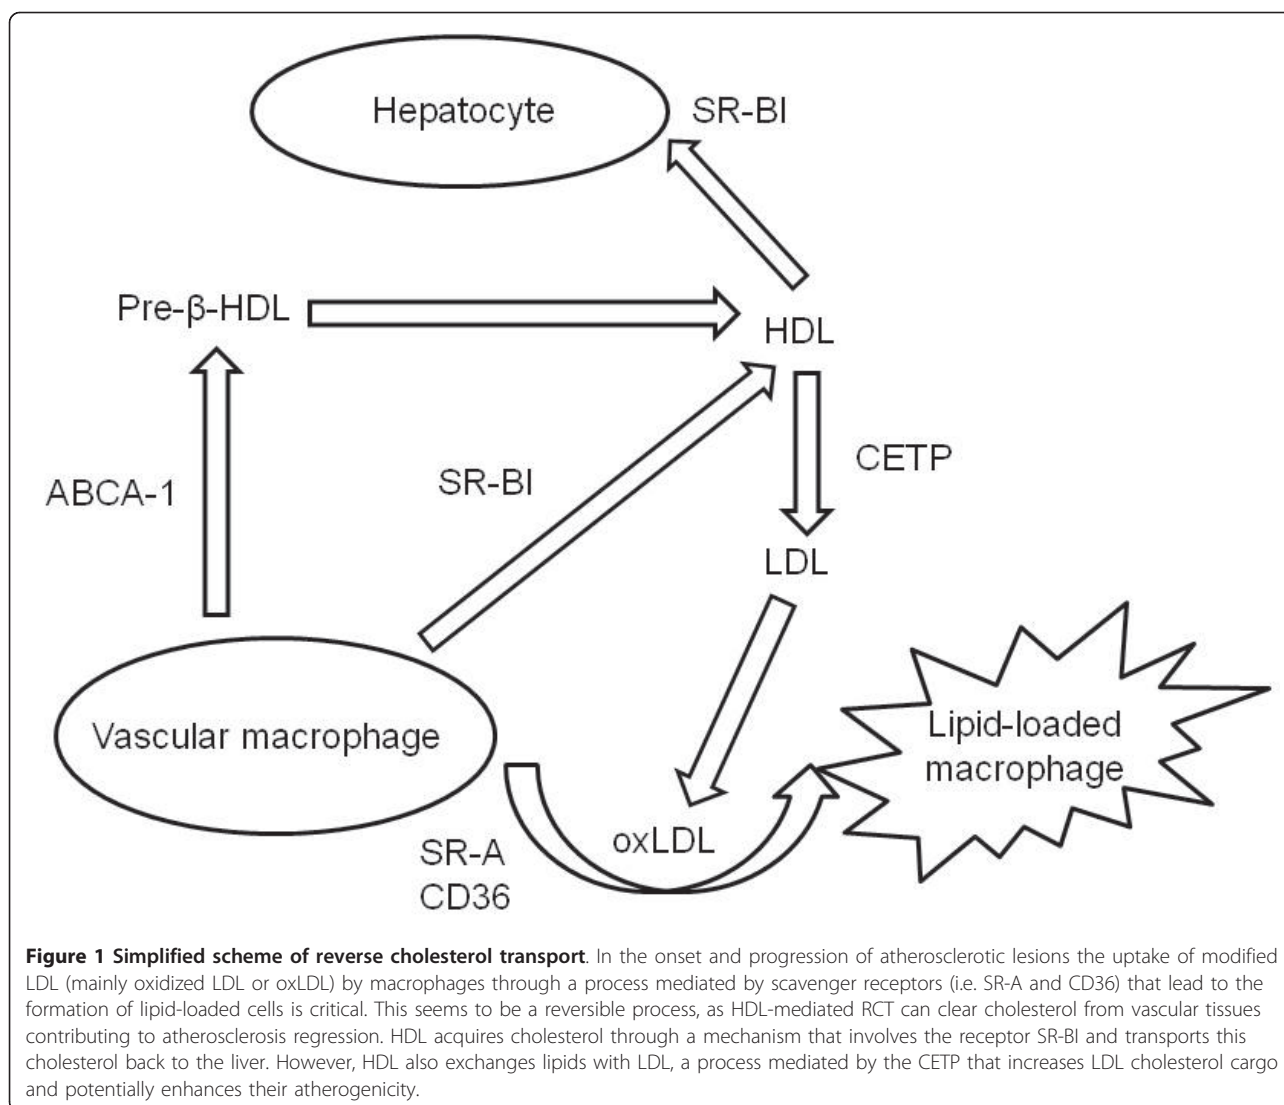 Hepatocyte
SR-BI
Pre-β-HDL
HDL
ABCA-1
SR-BI
CETP
LDL
Vascular macrophage
Lipid-loaded
macrophage
oxLDL
SR-A
CD36
Figure 1 Simplified scheme of reverse cholesterol transport. In the onset and progression of atherosclerotic lesions the uptake of modified
LDL (mainly oxidized LDL or oxLDL) by macrophages through a process mediated by scavenger receptors (i.e. SR-A and CD36) that lead to the
formation of lipid-loaded cells is critical. This seems to be a reversible process, as HDL-mediated RCT can clear cholesterol from vascular tissues
contributing to atherosclerosis regression. HDL acquires cholesterol through a mechanism that involves the receptor SR-BI and transports this
cholesterol back to the liver. However, HDL also exchanges lipids with LDL, a process mediated by the CETP that increases LDL cholesterol cargo
and potentially enhances their atherogenicity.